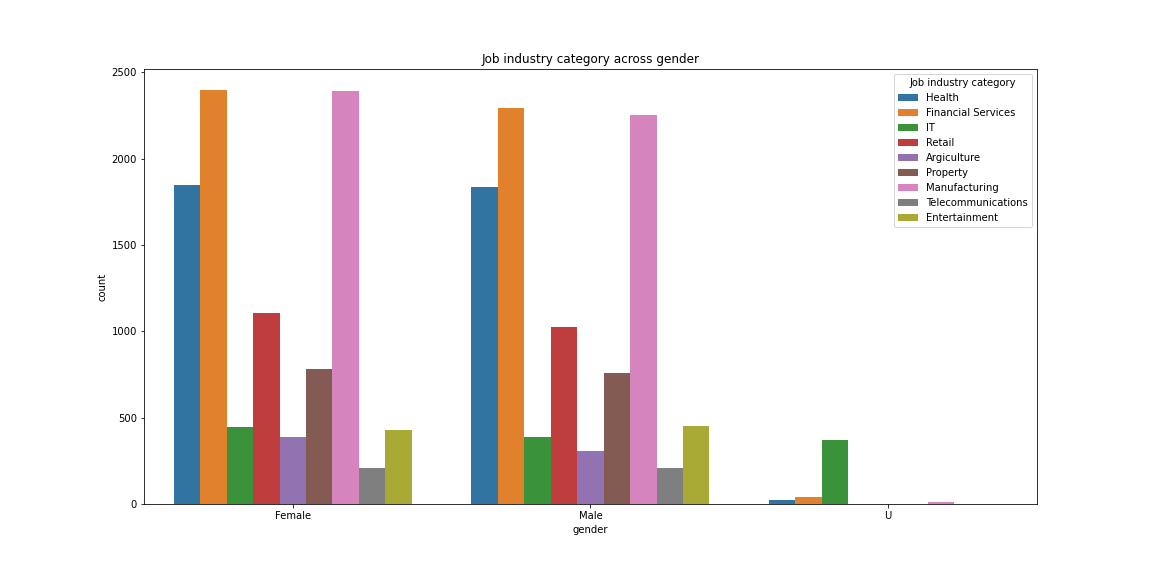 Job industry category across gender
2500
2000
1500
1000
500
0
count
Female
Male
U
gender
Job industry category
Health
Financial Services
IT
Retail
Argiculture
Property
Manufacturing
Telecommunications
Entertainment